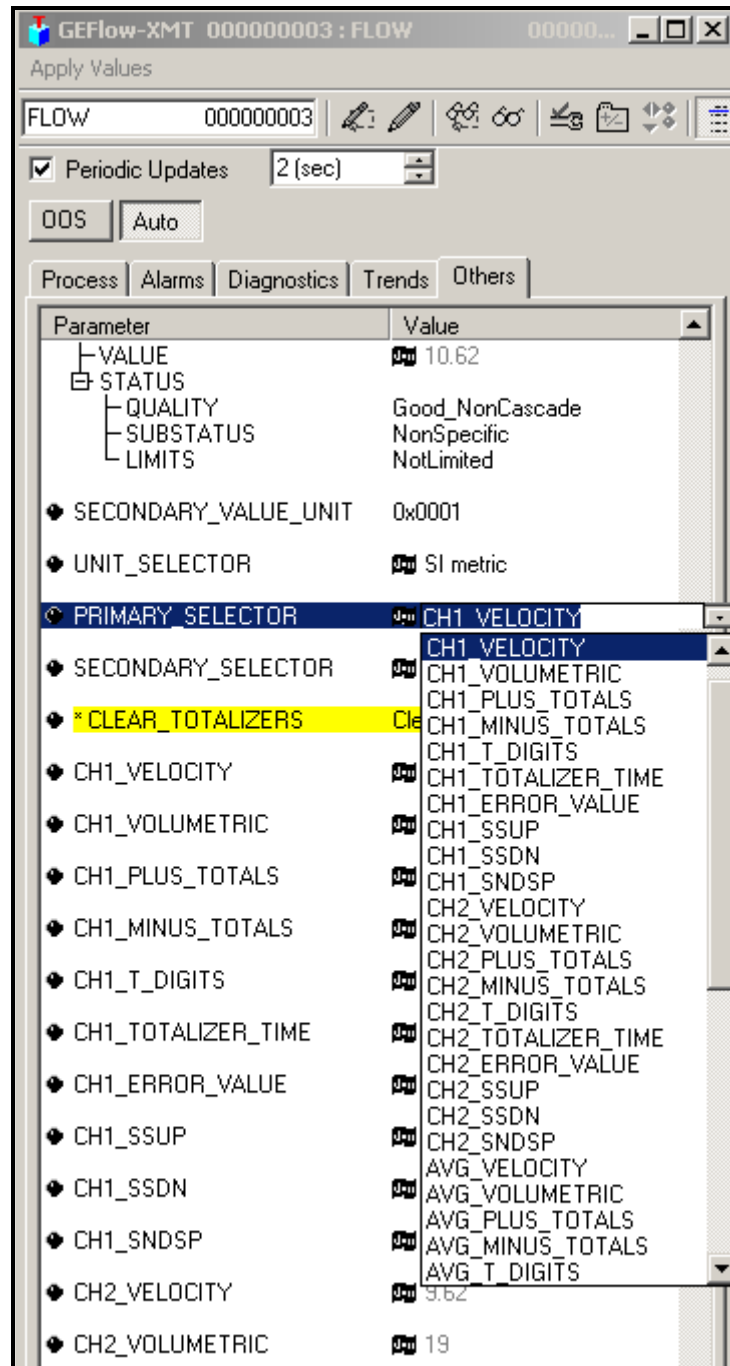 GEFlow-XMT 000000003 : FLOW 00000...
Apply Values
FLOW 000000003
Periodic Updates 2 (sec)
OOS Auto
Process Alarms Diagnostics Trends Others
Parameter Value
VALUE 10.62
STATUS
QUALITY Good_NonCascade
SUBSTATUS NonSpecific
LIMITS NotLimited
SECONDARY_VALUE_UNIT 0x0001
UNIT_SELECTOR SI metric
PRIMARY_SELECTOR CH1_VELOCITY
SECONDARY_SELECTOR
* CLEAR_TOTALIZERS Cle
CH1_VELOCITY
CH1_VOLUMETRIC
CH1_PLUS_TOTALS
CH1_MINUS_TOTALS
CH1_T_DIGITS
CH1_TOTALIZER_TIME
CH1_ERROR_VALUE
CH1_SSUP
CH1_SSDN
CH1_SNDSP
CH2_VELOCITY 9.62
CH2_VOLUMETRIC 19
CH1_VELOCITY
CH1_VOLUMETRIC
CH1_PLUS_TOTALS
CH1_MINUS_TOTALS
CH1_T_DIGITS
CH1_TOTALIZER_TIME
CH1_ERROR_VALUE
CH1_SSUP
CH1_SSDN
CH1_SNDSP
CH2_VELOCITY
CH2_VOLUMETRIC
CH2_PLUS_TOTALS
CH2_MINUS_TOTALS
CH2_T_DIGITS
CH2_TOTALIZER_TIME
CH2_ERROR_VALUE
CH2_SSUP
CH2_SSDN
CH2_SNDSP
AVG_VELOCITY
AVG_VOLUMETRIC
AVG_PLUS_TOTALS
AVG_MINUS_TOTALS
AVG_T_DIGITS